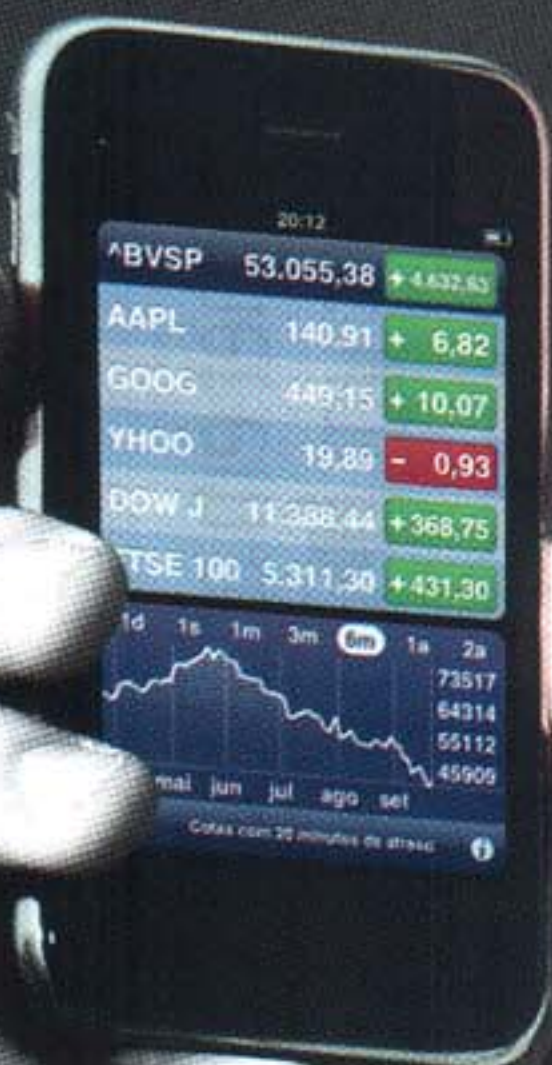 20:12
^BVSP 53.055,38 + 4.632,63
AAPL 140,91 + 6,82
GOOG 449,15 + 10,07
YHOO 19,89 - 0,93
DOW J 11.388,44 +368,75
TSE 100 5.311,30 +431,30
1d 1s 1m 3m 6m 1a 2a
73517
64314
55112
45909
mai jun jul ago set
Cotas com 20 minutos de atraso